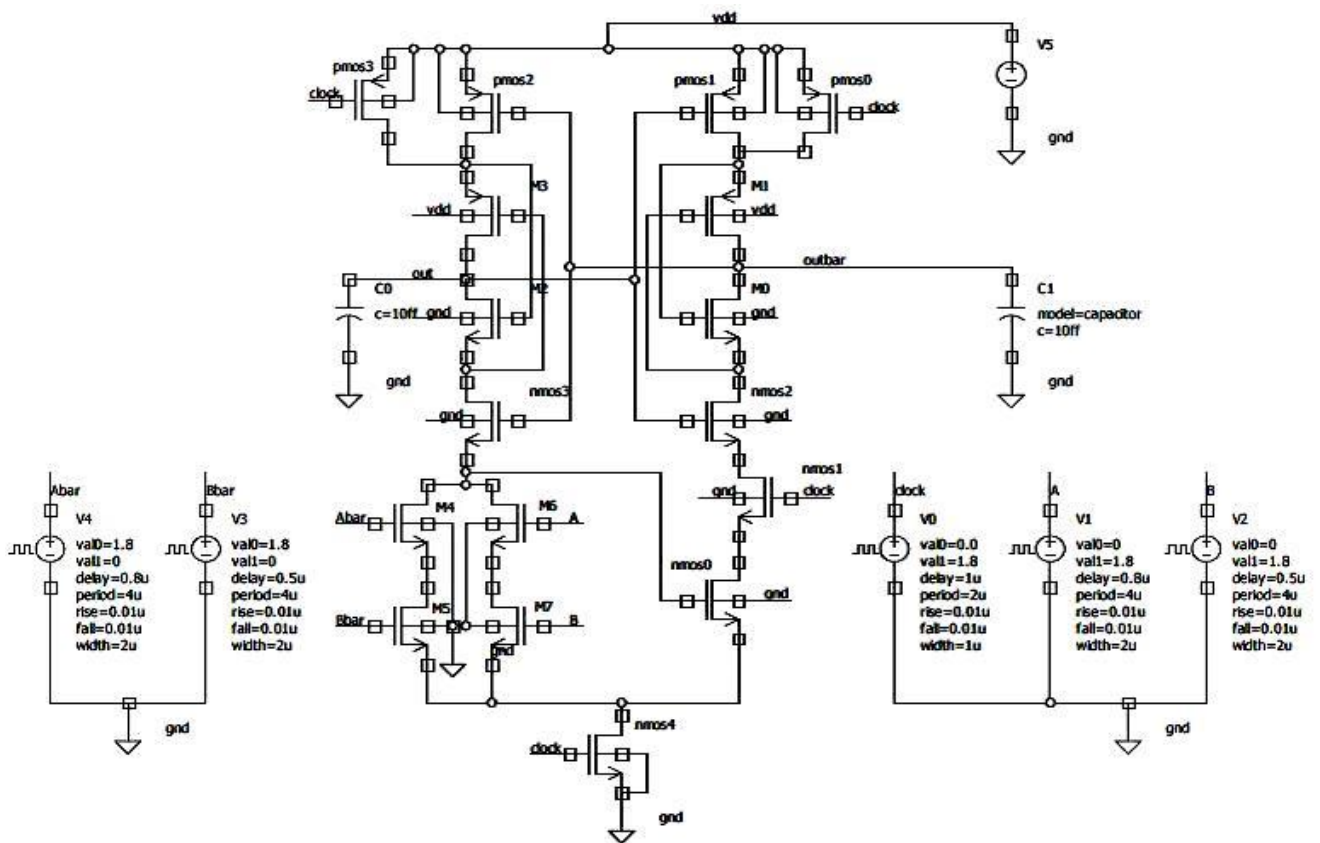 vdd
V5
pmos3
pmos2
pmos1
pmos0
clock
clock
gnd
M3
M1
vdd
vdd
out
outbar
C0
c=10ff
M2
gnd
M0
gnd
C1
model=capacitor
c=10ff
gnd
gnd
nmos3
nmos2
gnd
gnd
nmos1
gnd
clock
Abar
V4
val0=1.8
val1=0
delay=0.8u
period=4u
rise=0.01u
fall=0.01u
width=2u
Bbar
V3
val0=1.8
val1=0
delay=0.5u
period=4u
rise=0.01u
fall=0.01u
width=2u
gnd
Abar
M4
M6
A
Bbar
M5
M7
B
gnd
nmos0
gnd
nmos4
clock
gnd
clock
V0
val0=0.0
val1=1.8
delay=1u
period=2u
rise=0.01u
fall=0.01u
width=1u
A
V1
val0=0
val1=1.8
delay=0.8u
period=4u
rise=0.01u
fall=0.01u
width=2u
B
V2
val0=0
val1=1.8
delay=0.5u
period=4u
rise=0.01u
fall=0.01u
width=2u
gnd